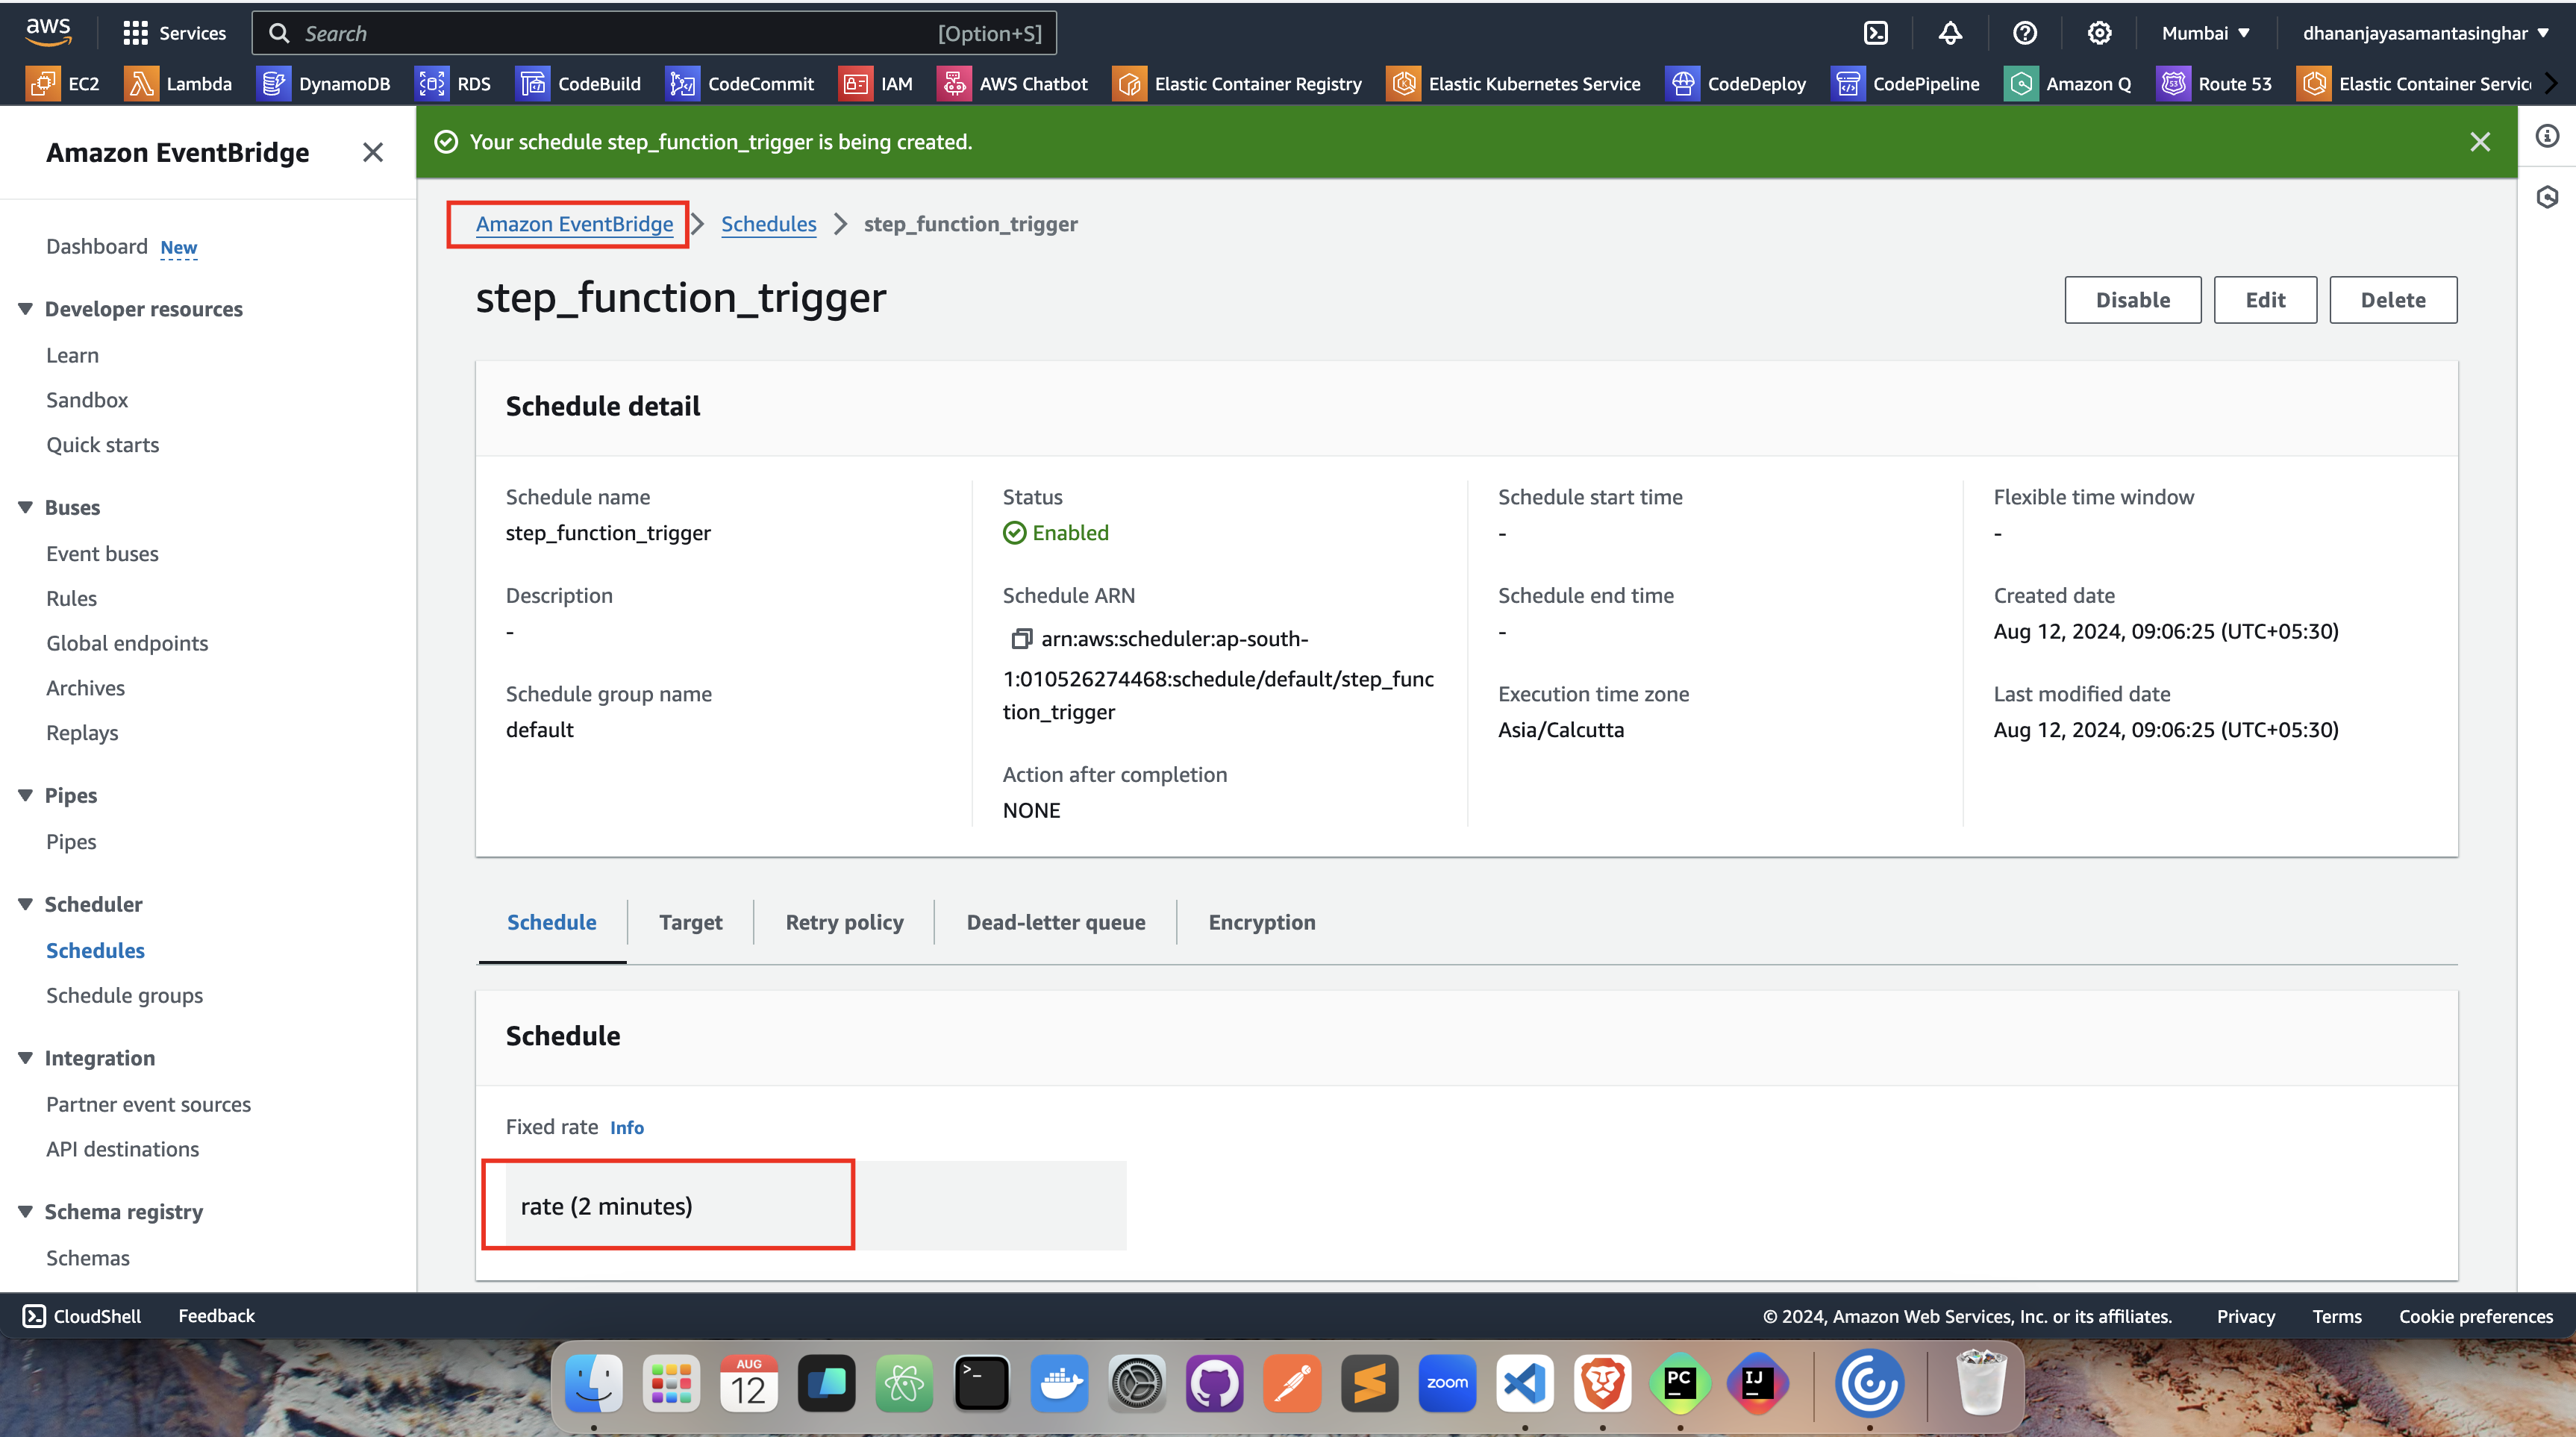 aws
Services
Search
[Option+S]
Mumbai
dhananjayasamantasinghar
EC2
Lambda
DynamoDB
RDS
CodeBuild
CodeCommit
IAM
AWS Chatbot
Elastic Container Registry
Elastic Kubernetes Service
CodeDeploy
CodePipeline
Amazon Q
Route 53
Elastic Container Servic
Amazon EventBridge
Dashboard New
Developer resources
Learn
Sandbox
Quick starts
Buses
Event buses
Rules
Global endpoints
Archives
Replays
Pipes
Pipes
Scheduler
Schedules
Schedule groups
Integration
Partner event sources
API destinations
Schema registry
Schemas
Your schedule step_function_trigger is being created.
Amazon EventBridge
Schedules
step_function_trigger
step_function_trigger
Disable
Edit
Delete
Schedule detail
Schedule name
step_function_trigger
Description
-
Schedule group name
default
Status
Enabled
Schedule ARN
arn:aws:scheduler:ap-south-
1:010526274468:schedule/default/step_func
tion_trigger
Action after completion
NONE
Schedule start time
-
Schedule end time
-
Execution time zone
Asia/Calcutta
Flexible time window
-
Created date
Aug 12, 2024, 09:06:25 (UTC+05:30)
Last modified date
Aug 12, 2024, 09:06:25 (UTC+05:30)
Schedule
Target
Retry policy
Dead-letter queue
Encryption
Schedule
Fixed rate Info
rate (2 minutes)
CloudShell
Feedback
© 2024, Amazon Web Services, Inc. or its affiliates.
Privacy
Terms
Cookie preferences
AUG
12
zoom
PC
IJ